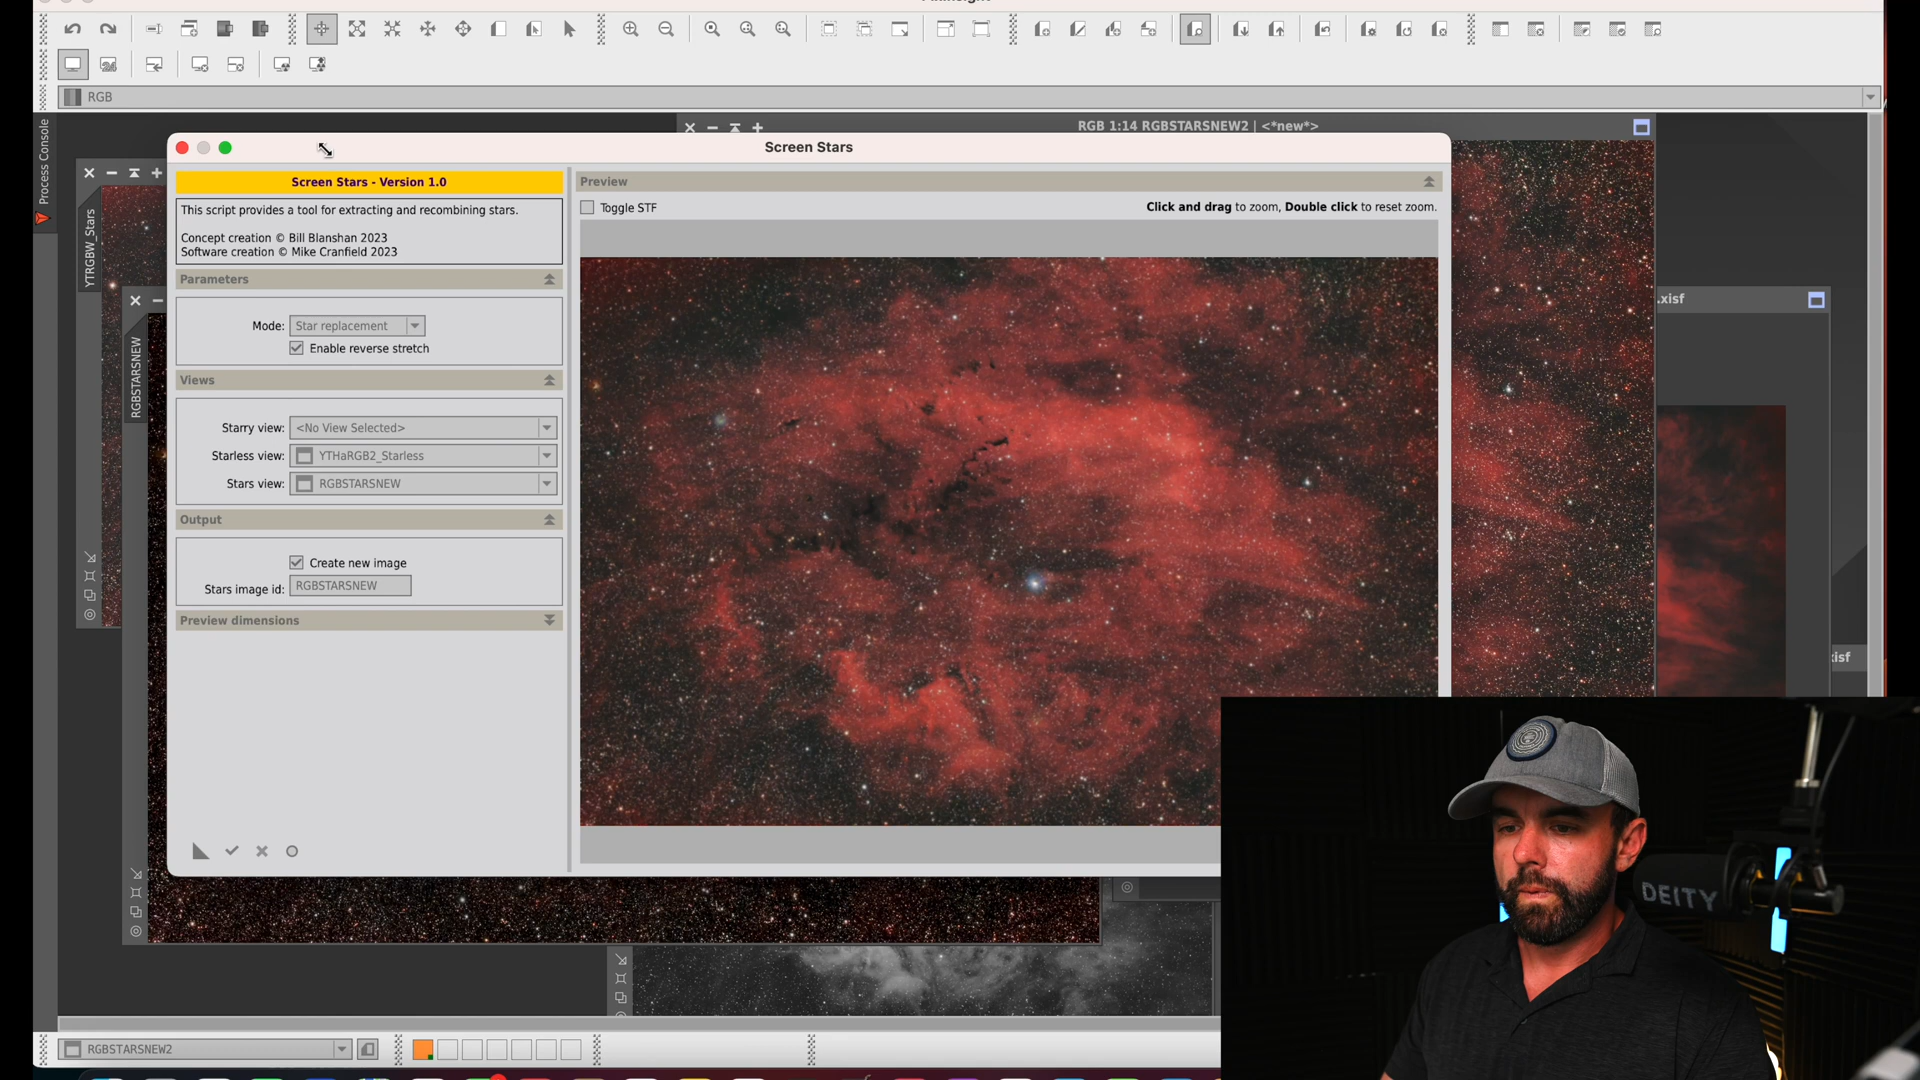 RGB
Process Console
RGB 1:14 RGBSTARSNEW2 | <*new*>
Screen Stars
YTRGBW_Stars
RGBSTARSNEW
Screen Stars - Version 1.0
This script provides a tool for extracting and recombining stars.
Concept creation © Bill Blanshan 2023
Software creation © Mike Cranfield 2023
Parameters
Mode: Star replacement
Enable reverse stretch
Views
Starry view: <No View Selected>
Starless view: YTHaRGB2_Starless
Stars view: RGBSTARSNEW
Output
Create new image
Stars image id: RGBSTARSNEW
Preview dimensions
Preview
Toggle STF
Click and drag to zoom, Double click to reset zoom.
.xisf
xisf
DEITY
RGBSTARSNEW2